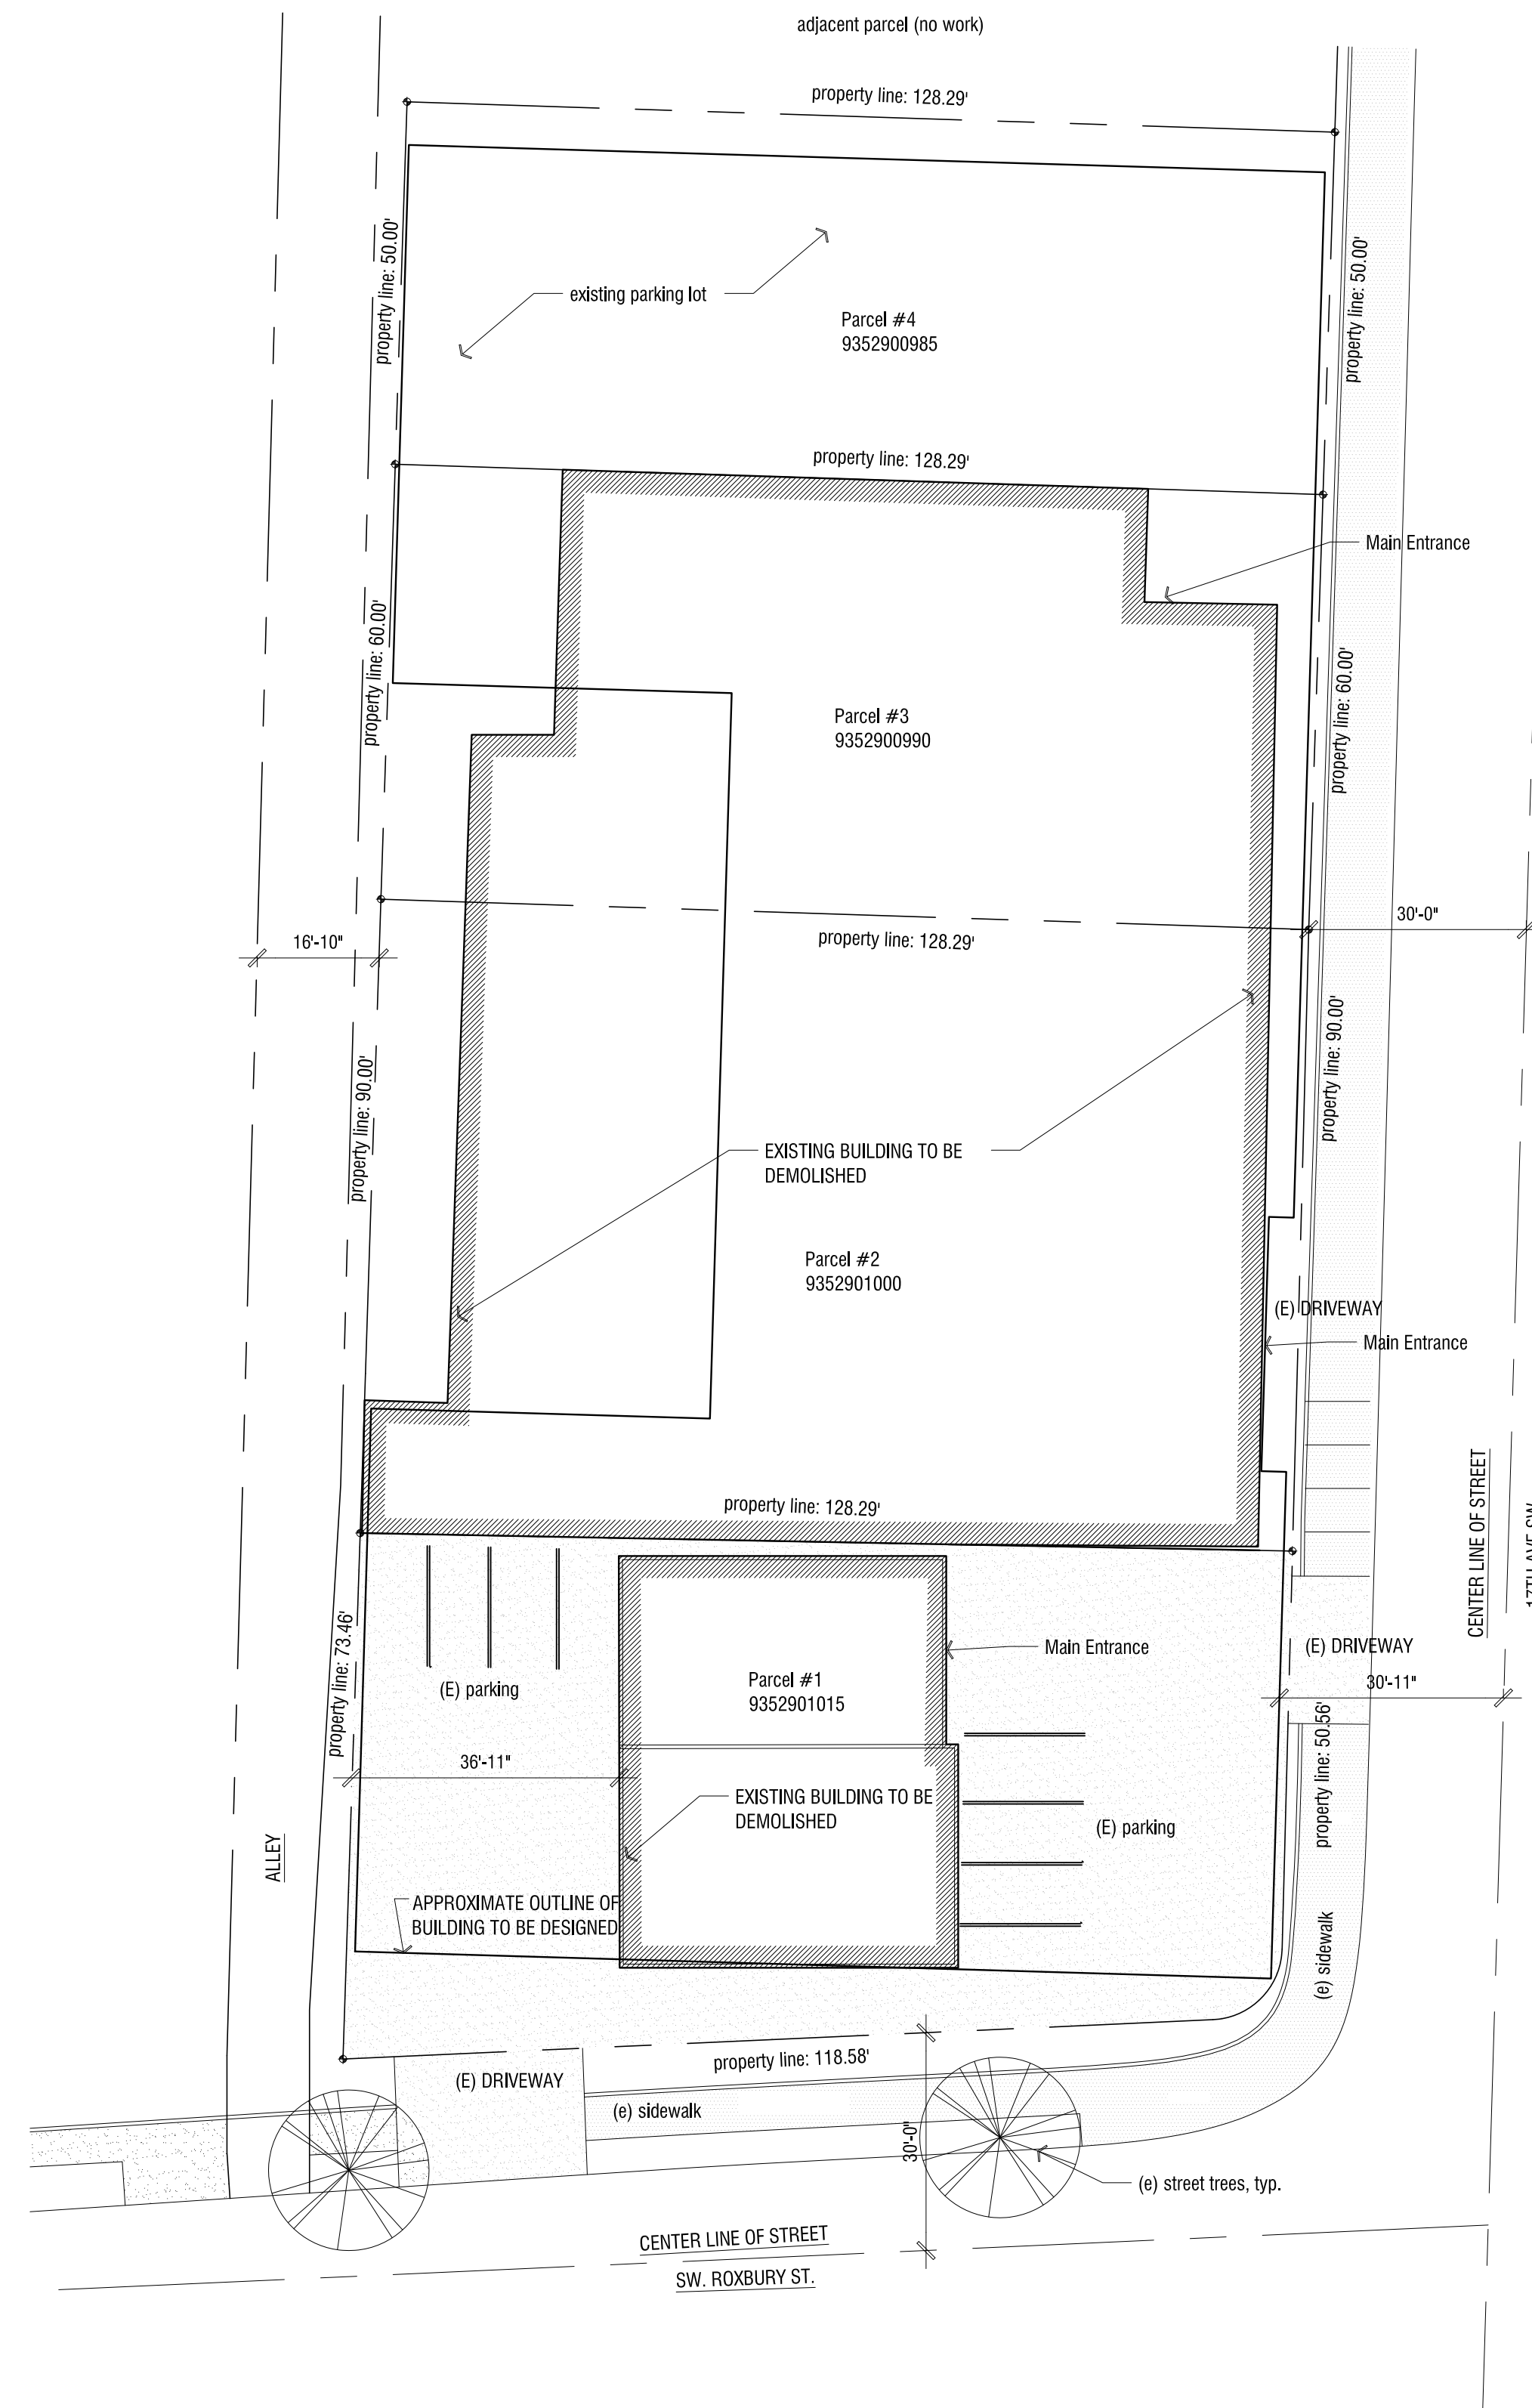 adjacent parcel (no work)
property line: 128.29'
property line: 50.00'
property line: 50.00'
existing parking lot
Parcel #4
9352900985
property line: 128.29'
Main Entrance
property line: 60.00'
property line: 60.00'
Parcel #3
9352900990
16'-10"
30'-0"
property line: 128.29'
property line: 90.00'
property line: 90.00'
EXISTING BUILDING TO BE
DEMOLISHED
Parcel #2
9352901000
(E) DRIVEWAY
Main Entrance
property line: 128.29'
CENTER LINE OF STREET
17TH AVE SW
property line: 73.46'
Main Entrance
(E) DRIVEWAY
30'-11"
Parcel #1
9352901015
(E) parking
property line: 50.56'
36'-11"
EXISTING BUILDING TO BE
DEMOLISHED
(E) parking
ALLEY
APPROXIMATE OUTLINE OF
BUILDING TO BE DESIGNED
(e) sidewalk
property line: 118.58'
(E) DRIVEWAY
(e) sidewalk
30'-0"
(e) street trees, typ.
CENTER LINE OF STREET
SW. ROXBURY ST.